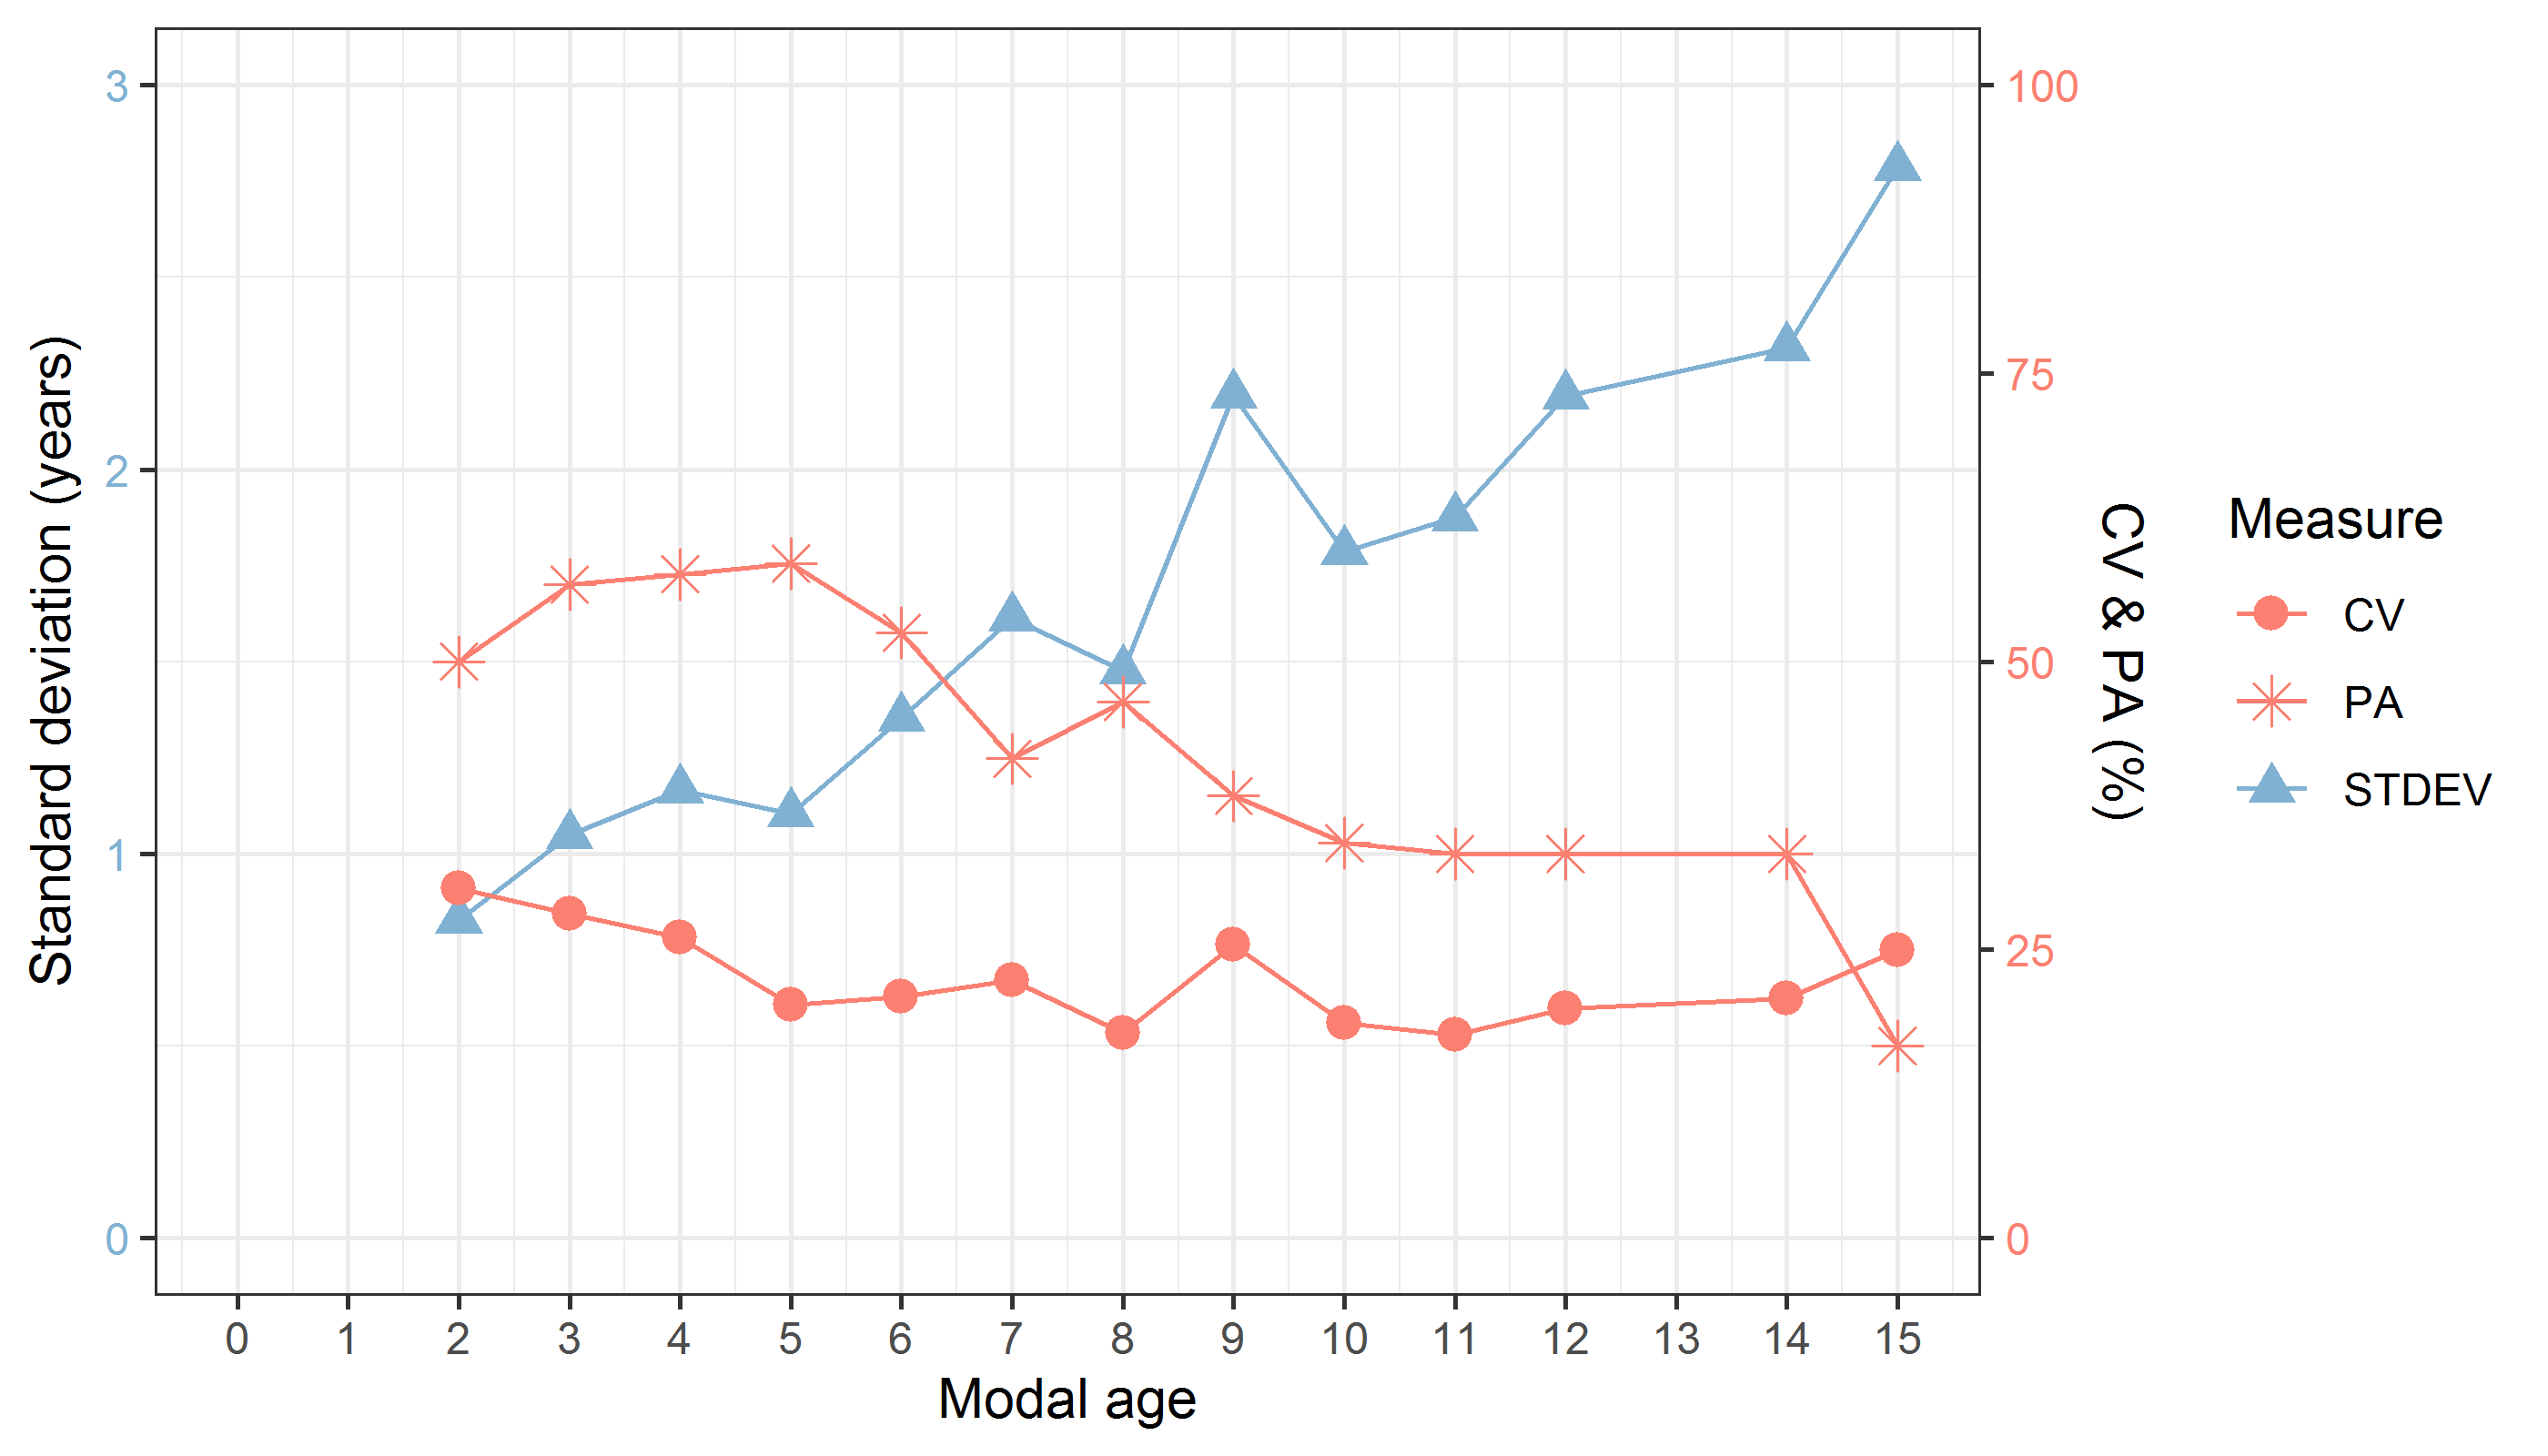 Standard deviation (years)
3
2
1
0
100
75
50
25
0
CV & PA (%)
0 1 2 3 4 5 6 7 8 9 10 11 12 13 14 15
Modal age
Measure
CV
PA
STDEV